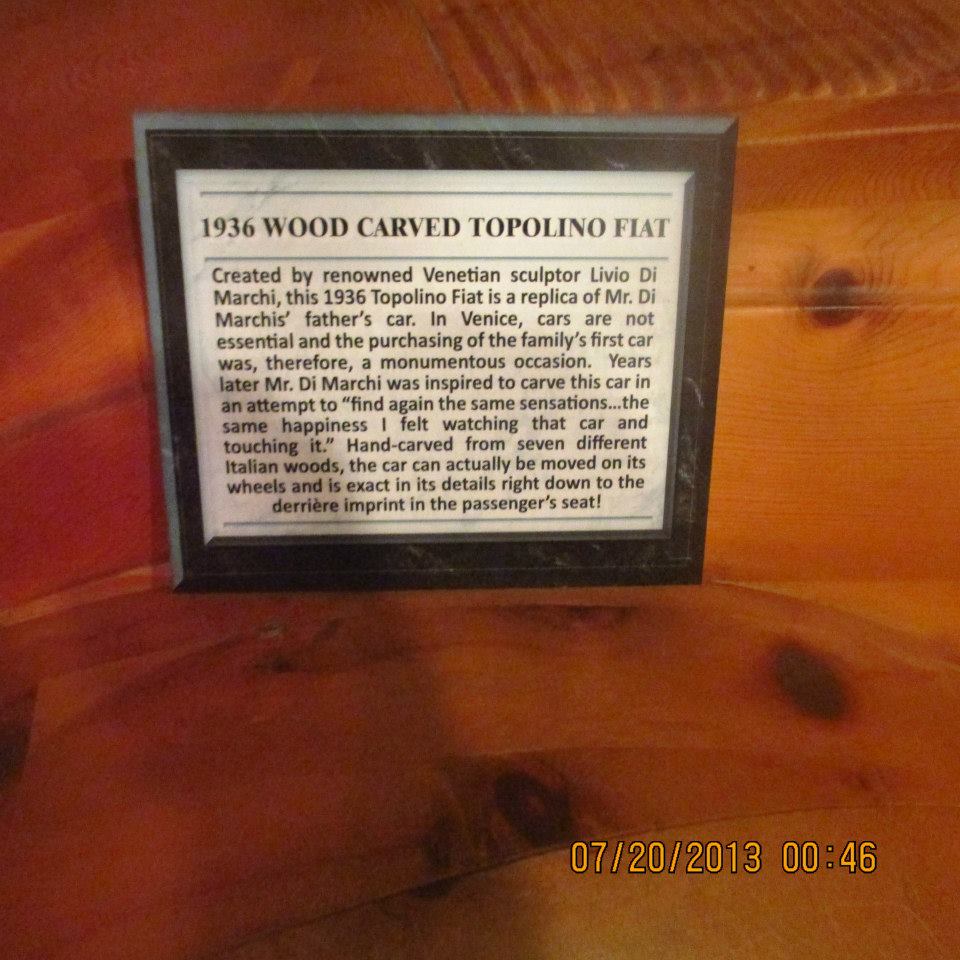 1936 WOOD CARVED TOPOLINO FIAT
Created by renowned Venetian sculptor Livio Di
Marchi, this 1936 Topolino Fiat is a replica of Mr. Di
Marchis’ father’s car. In Venice, cars are not
essential and the purchasing of the family’s first car
was, therefore, a monumentous occasion. Years
later Mr. Di Marchi was inspired to carve this car in
an attempt to “find again the same sensations...the
same happiness I felt watching that car and
touching it.” Hand-carved from seven different
Italian woods, the car can actually be moved on its
wheels and is exact in its details right down to the
derrière imprint in the passenger’s seat!
07/20/2013 00:46